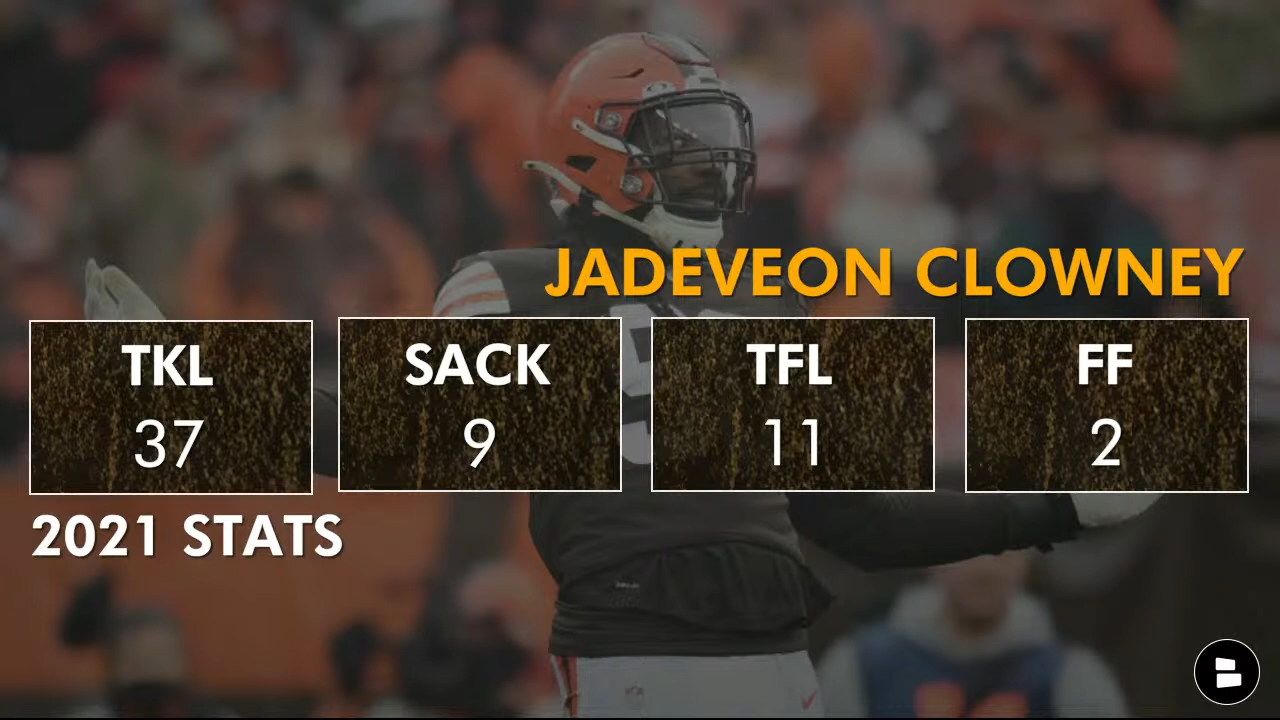 JADEVEON CLOWNEY
TKL
37
SACK
9
TFL
11
FF
2
2021 STATS